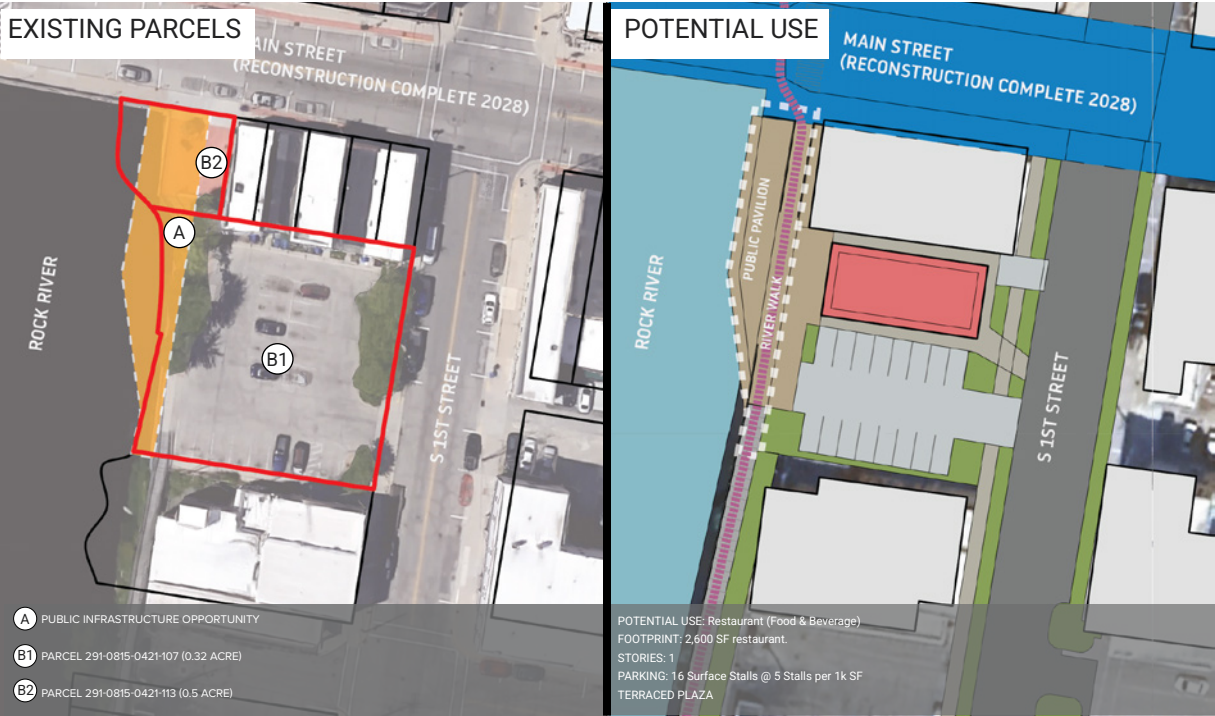 EXISTING PARCELS
AIN STREET
(RECONSTRUCTION COMPLETE 2028)
B2
A
ROCK RIVER
B1
S 1ST STREET
A PUBLIC INFRASTRUCTURE OPPORTUNITY
B1 PARCEL 291-0815-0421-107 (0.32 ACRE)
B2 PARCEL 291-0815-0421-113 (0.5 ACRE)
POTENTIAL USE
MAIN STREET
(RECONSTRUCTION COMPLETE 2028)
PUBLIC PAVILION
RIVER WALK
ROCK RIVER
S 1ST STREET
POTENTIAL USE: Restaurant (Food & Beverage)
FOOTPRINT: 2,600 SF restaurant.
STORIES: 1
PARKING: 16 Surface Stalls @ 5 Stalls per 1k SF
TERRACED PLAZA